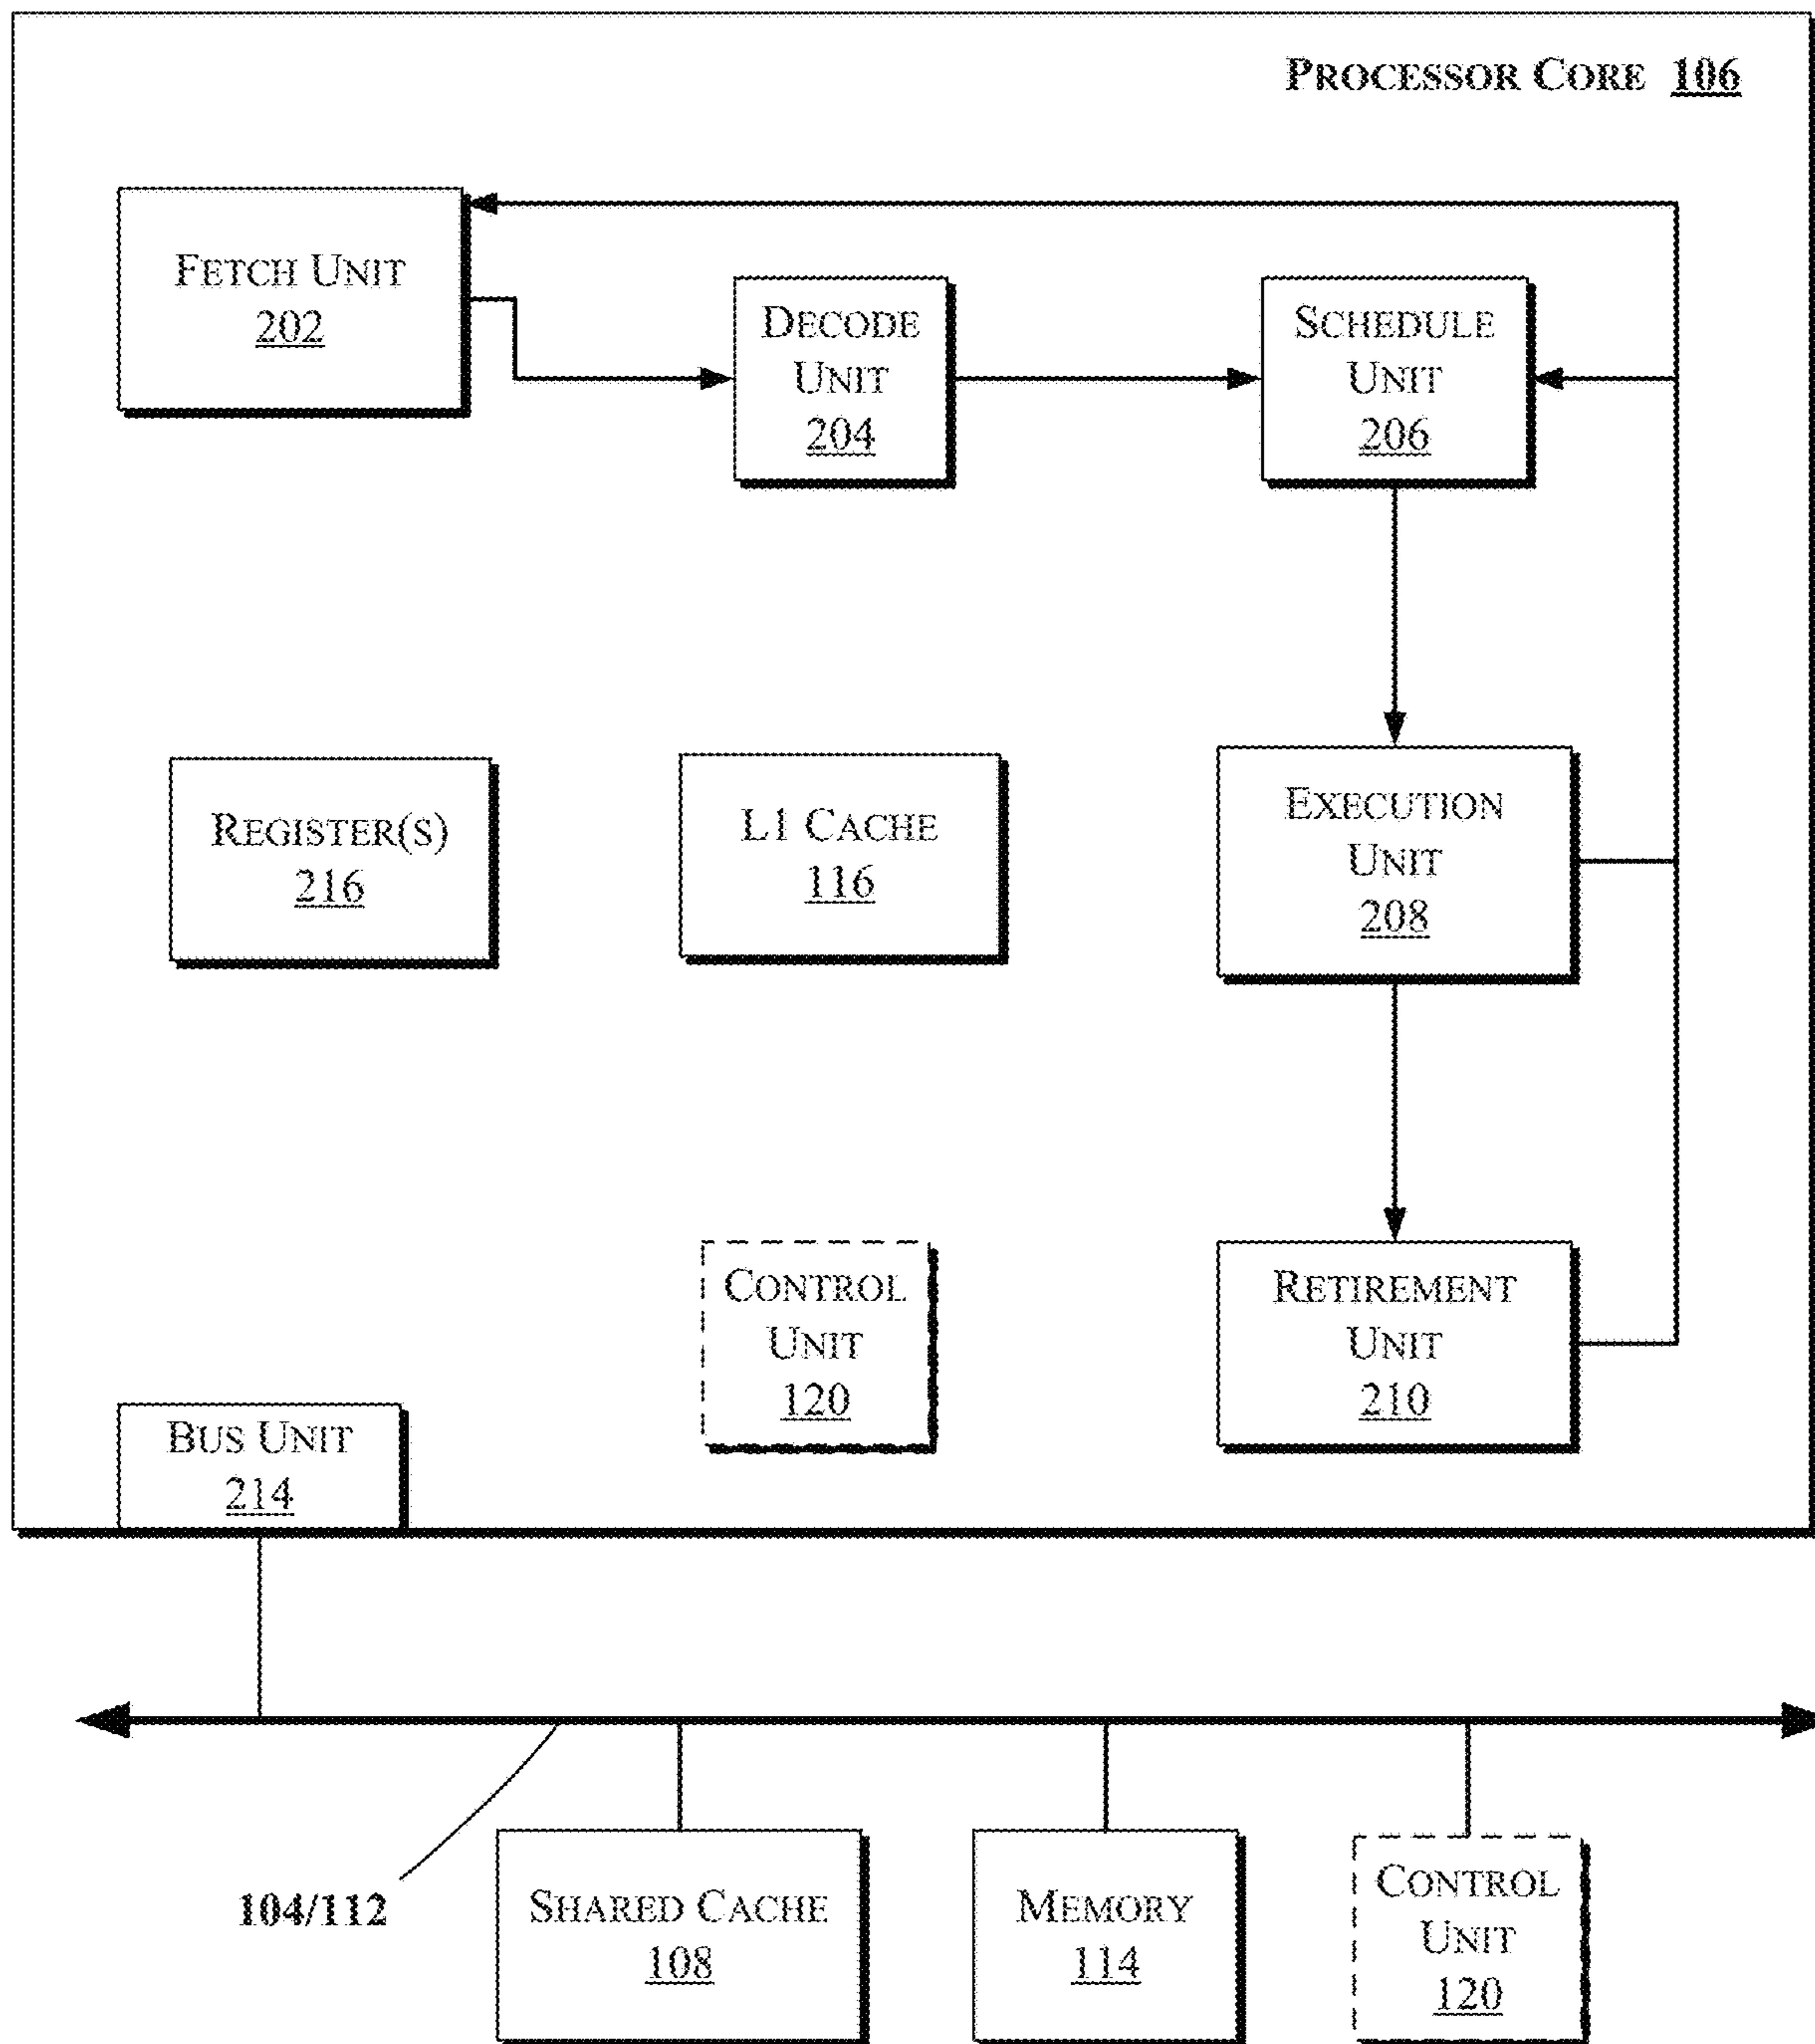 PROCESSOR CORE 106
FETCH UNIT
202
DECODE
UNIT
204
SCHEDULE
UNIT
206
REGISTER(S)
216
L1 CACHE
116
EXECUTION
UNIT
208
CONTROL
UNIT
120
RETIREMENT
UNIT
210
BUS UNIT
214
104/112
SHARED CACHE
108
MEMORY
114
CONTROL
UNIT
120